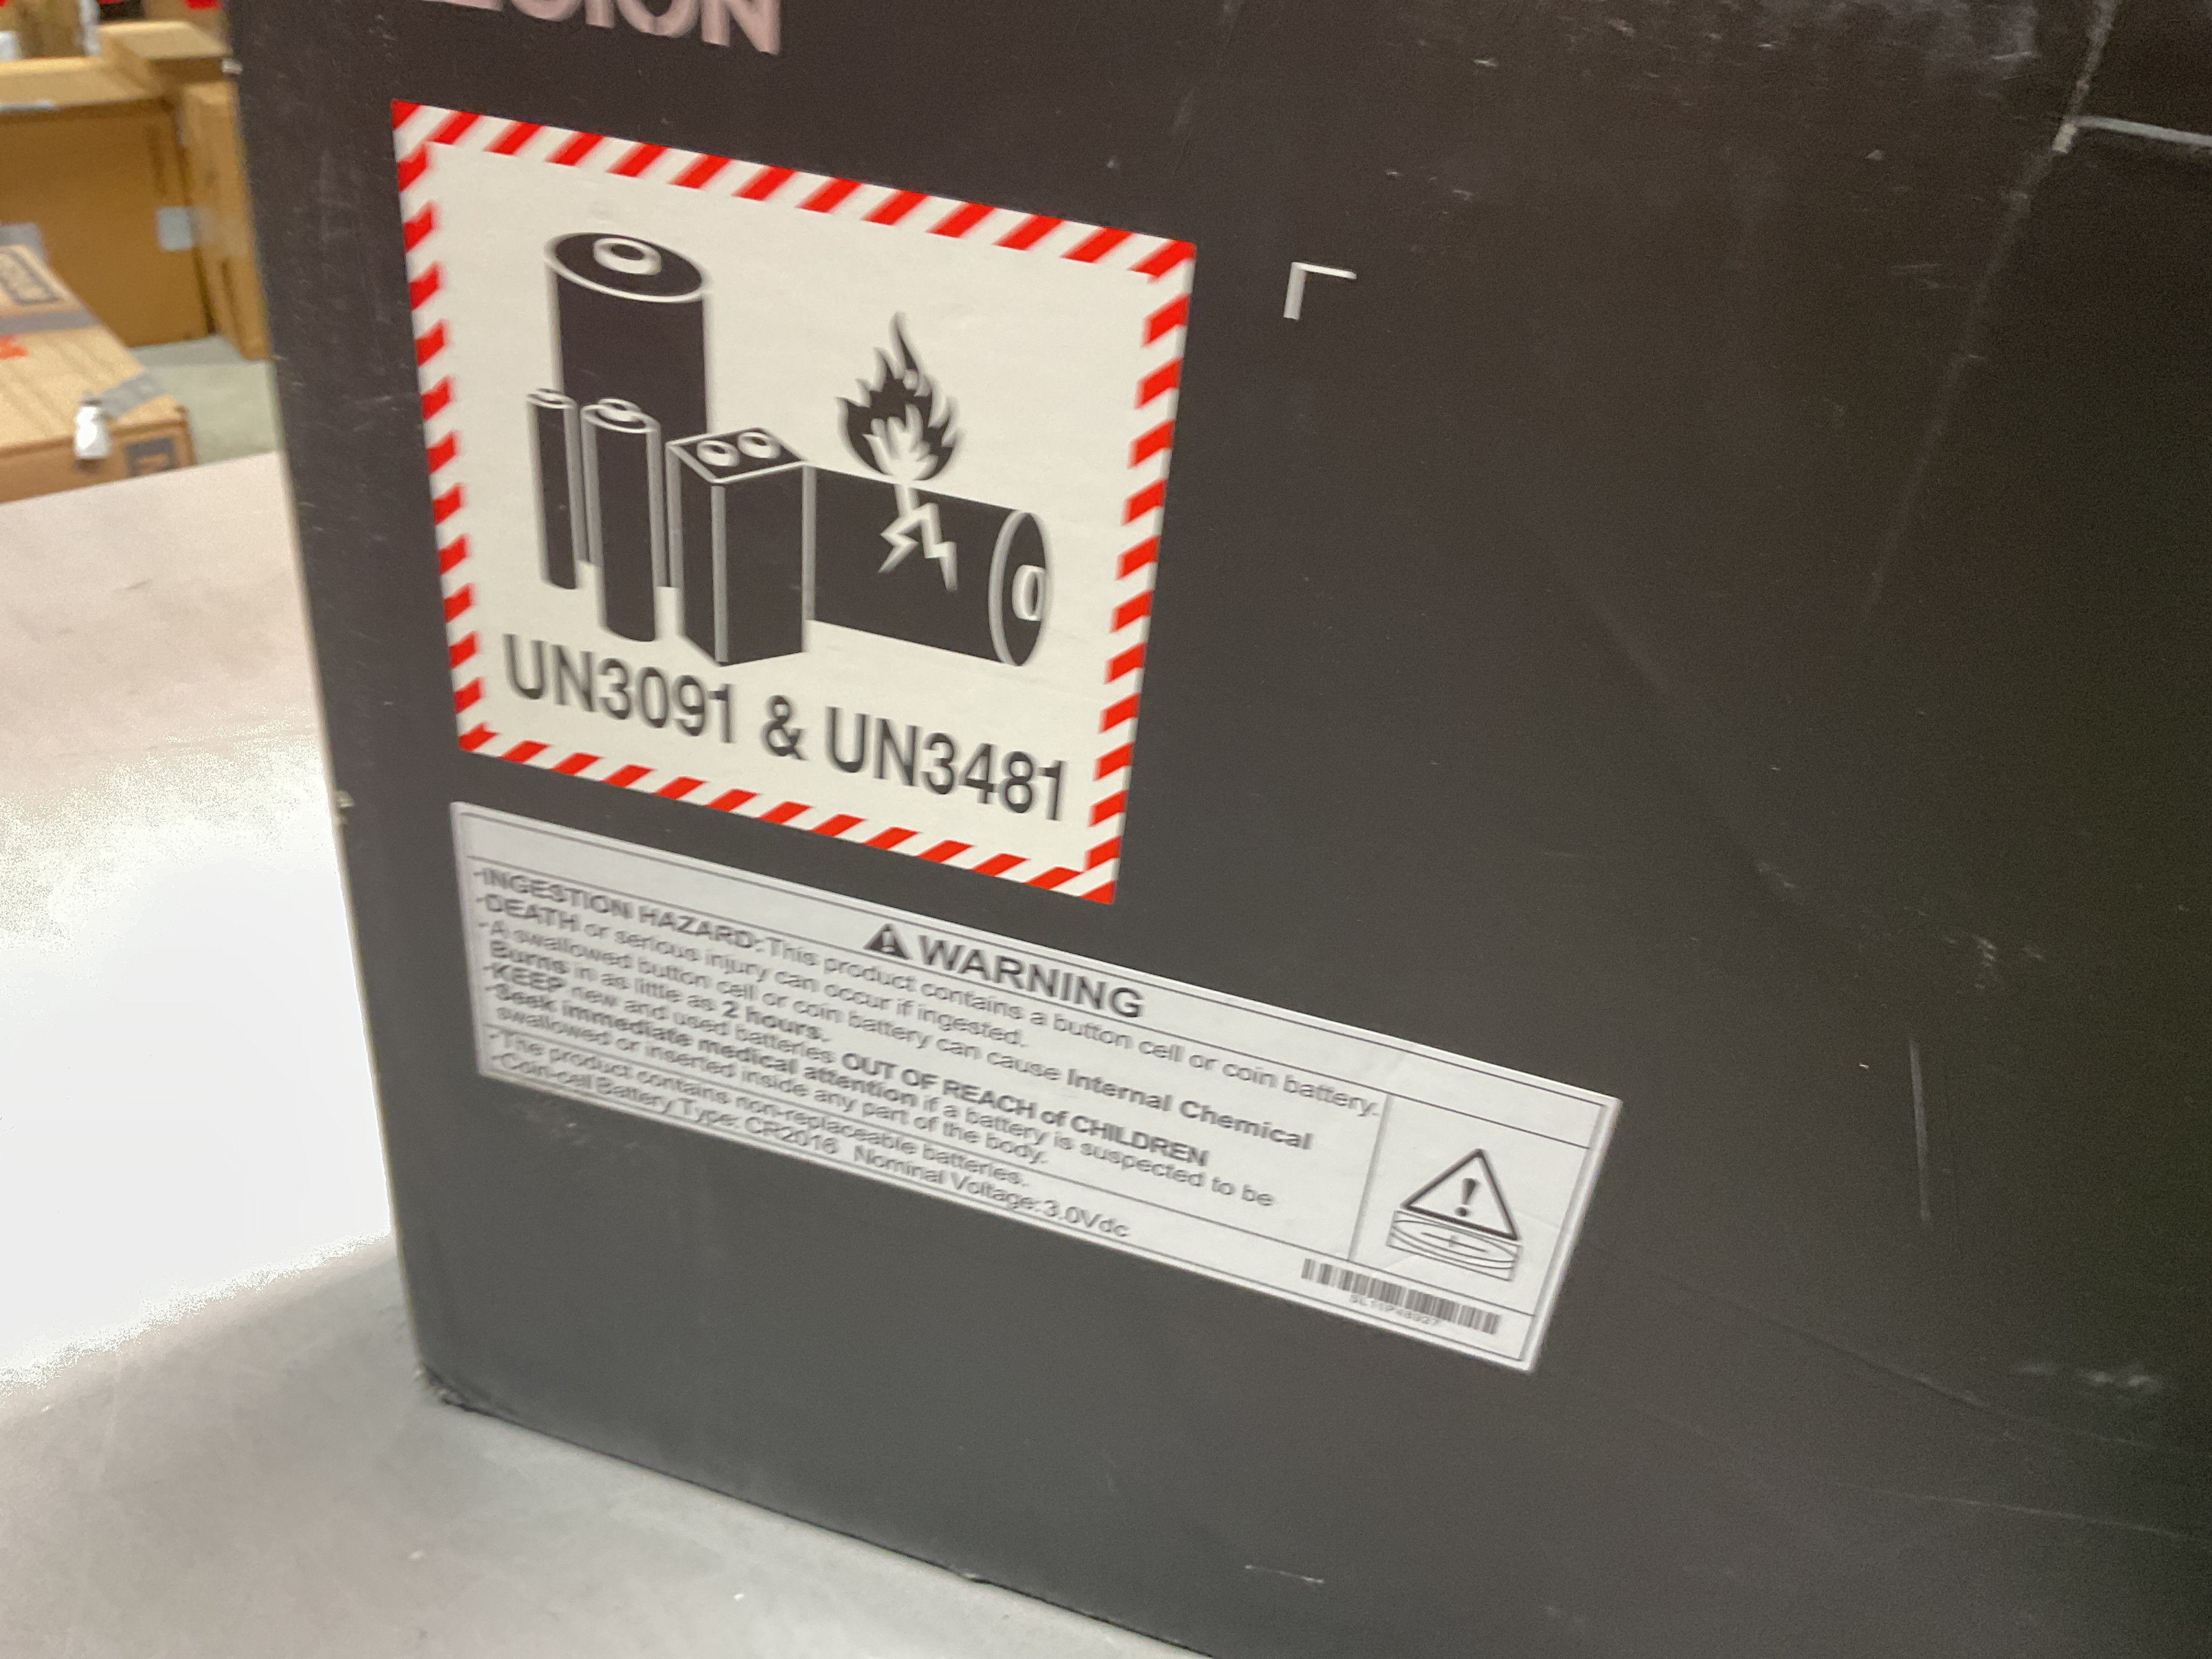 UN3091 & UN3481
WARNING
·INGESTION HAZARD: This product contains a button cell or coin battery.
·DEATH or serious injury can occur if ingested.
·A swallowed button cell or coin battery can cause Internal Chemical
Burns in as little as 2 hours.
·KEEP new and used batteries OUT OF REACH of CHILDREN
·Seek immediate medical attention if a battery is suspected to be
swallowed or inserted inside any part of the body.
·The product contains non-replaceable batteries.
·Coin-cell Battery Type: CR2016 Nominal Voltage:3.0Vdc